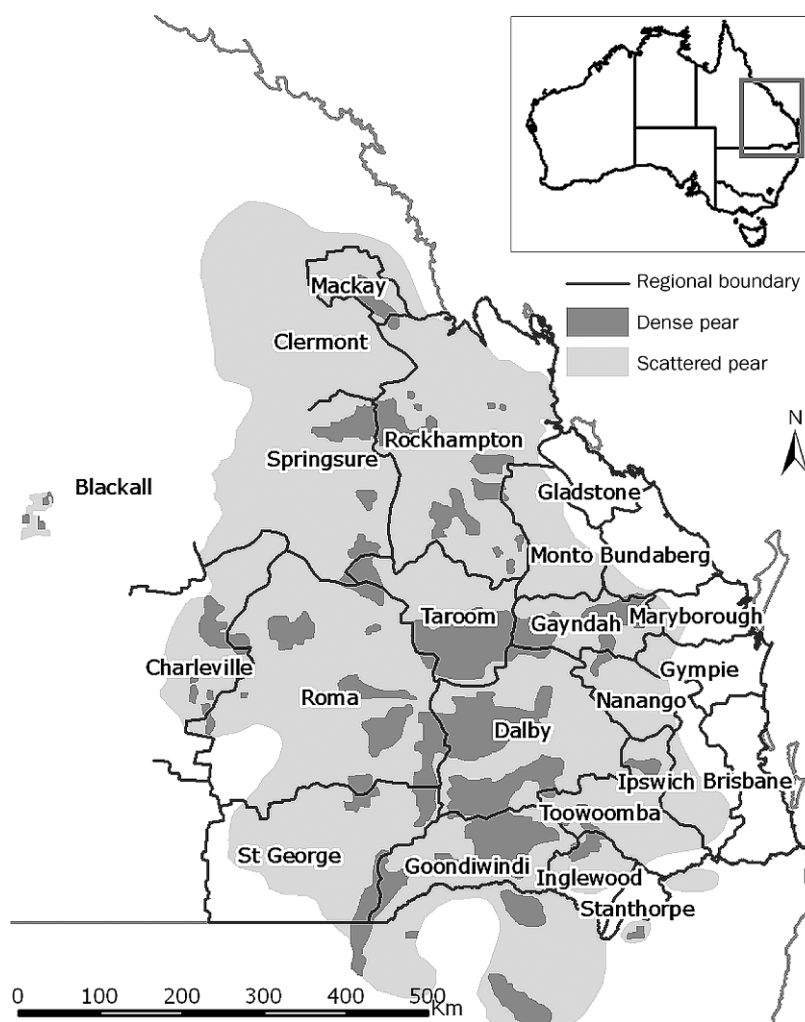 Regional boundary
Dense pear
Scattered pear
N
Mackay
Clermont
Rockhampton
Springsure
Blackall
Gladstone
Monto Bundaberg
Taroom
Gayndah
Maryborough
Charleville
Gympie
Roma
Nanango
Dalby
Ipswich Brisbane
Toowoomba
St George
Goondiwindi
Inglewood
Stanthorpe
0 100 200 300 400 500 Km